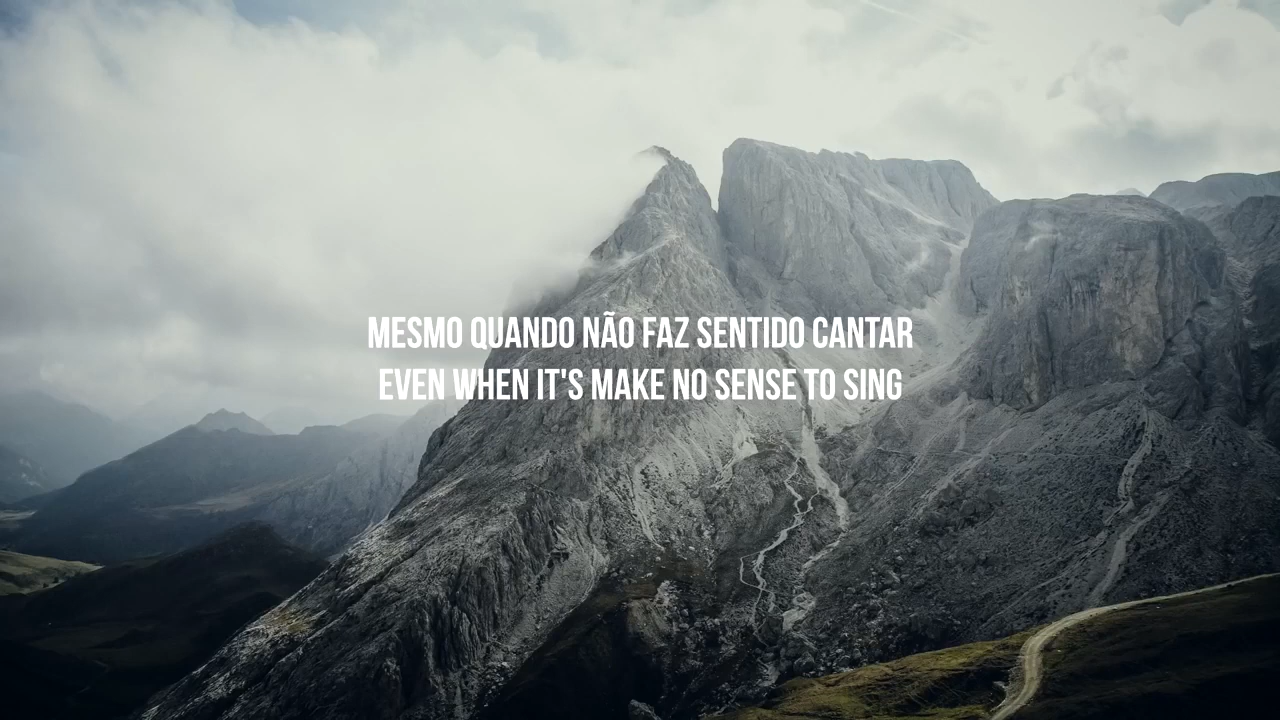 MESMO QUANDO NÃO FAZ SENTIDO CANTAR
EVEN WHEN IT'S MAKE NO SENSE TO SING